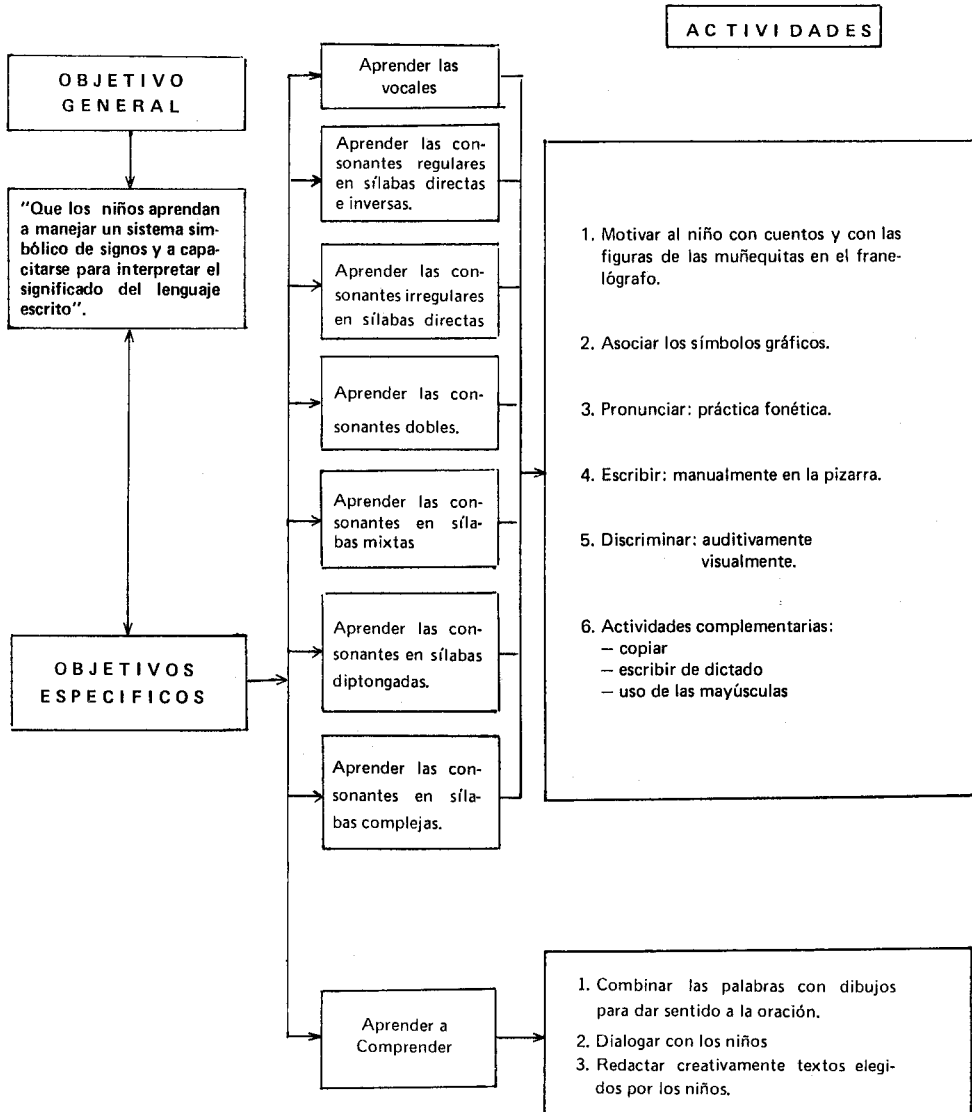 ACTIVIDADES
OBJETIVO
GENERAL
"Que los niños aprendan
a manejar un sistema sim-
bólico de signos y a capa-
citarse para interpretar el
significado del lenguaje
escrito".
OBJETIVOS
ESPECIFICOS
Aprender las
vocales
Aprender las con-
sonantes regulares
en sílabas directas
e inversas.
Aprender las con-
sonantes irregulares
en sílabas directas
Aprender las con-
sonantes dobles.
Aprender las con-
sonantes en síla-
bas mixtas
Aprender las con-
sonantes en sílabas
diptongadas.
Aprender las con-
sonantes en síla-
bas complejas.
Aprender a
Comprender
1. Motivar al niño con cuentos y con las
figuras de las muñequitas en el frane-
lógrafo.
2. Asociar los símbolos gráficos.
3. Pronunciar: práctica fonética.
4. Escribir: manualmente en la pizarra.
5. Discriminar: auditivamente
visualmente.
6. Actividades complementarias:
— copiar
— escribir de dictado
— uso de las mayúsculas
1. Combinar las palabras con dibujos
para dar sentido a la oración.
2. Dialogar con los niños
3. Redactar creativamente textos elegi-
dos por los niños.